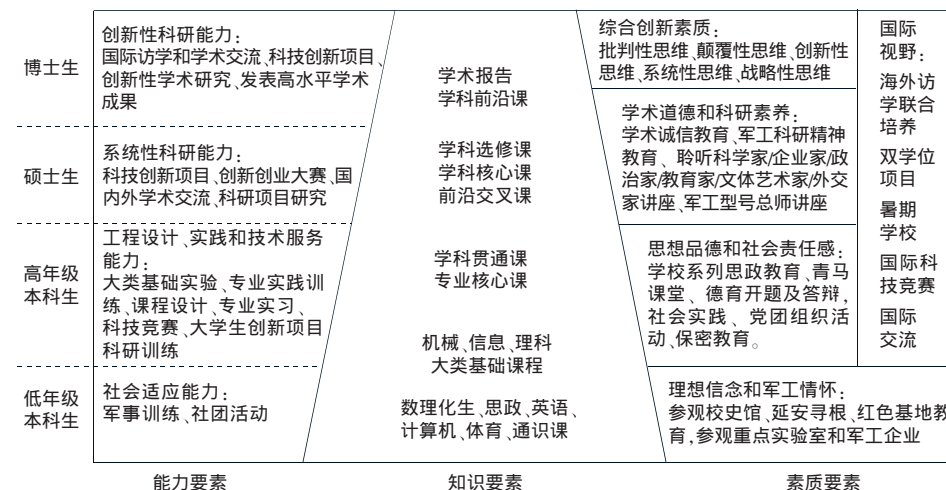 博士生
创新性科研能力:
国际访学和学术交流、科技创新项目、
创新性学术研究、发表高水平学术
成果
硕士生
系统性科研能力:
科技创新项目、创新创业大赛、国
内外学术交流、科研项目研究
高年级
本科生
工程设计、实践和技术服务
能力:
大类基础实验、专业实践训
练、课程设计、专业实习、
科技竞赛、大学生创新项目
科研训练
低年级
本科生
社会适应能力:
军事训练、社团活动
能力要素
学术报告
学科前沿课
学科选修课
学科核心课
前沿交叉课
学科贯通课
专业核心课
机械、信息、理科
大类基础课程
数理化生、思政、英语、
计算机、体育、通识课
知识要素
综合创新素质:
批判性思维、颠覆性思维、创新性
思维、系统性思维、战略性思维
学术道德和科研素养:
学术诚信教育、军工科研精神
教育、聆听科学家/企业家/政
治家/教育家/文体艺术家/外交
家讲座、军工型号总师讲座
思想品德和社会责任感:
学校系列思政教育、青马
课堂、德育开题及答辩,
社会实践、党团组织活
动、保密教育。
国际
视野:
海外访
学联合
培养
双学位
项目
暑期
学校
国际科
技竞赛
国际
交流
理想信念和军工情怀:
参观校史馆、延安寻根、红色基地教
育,参观重点实验室和军工企业
素质要素